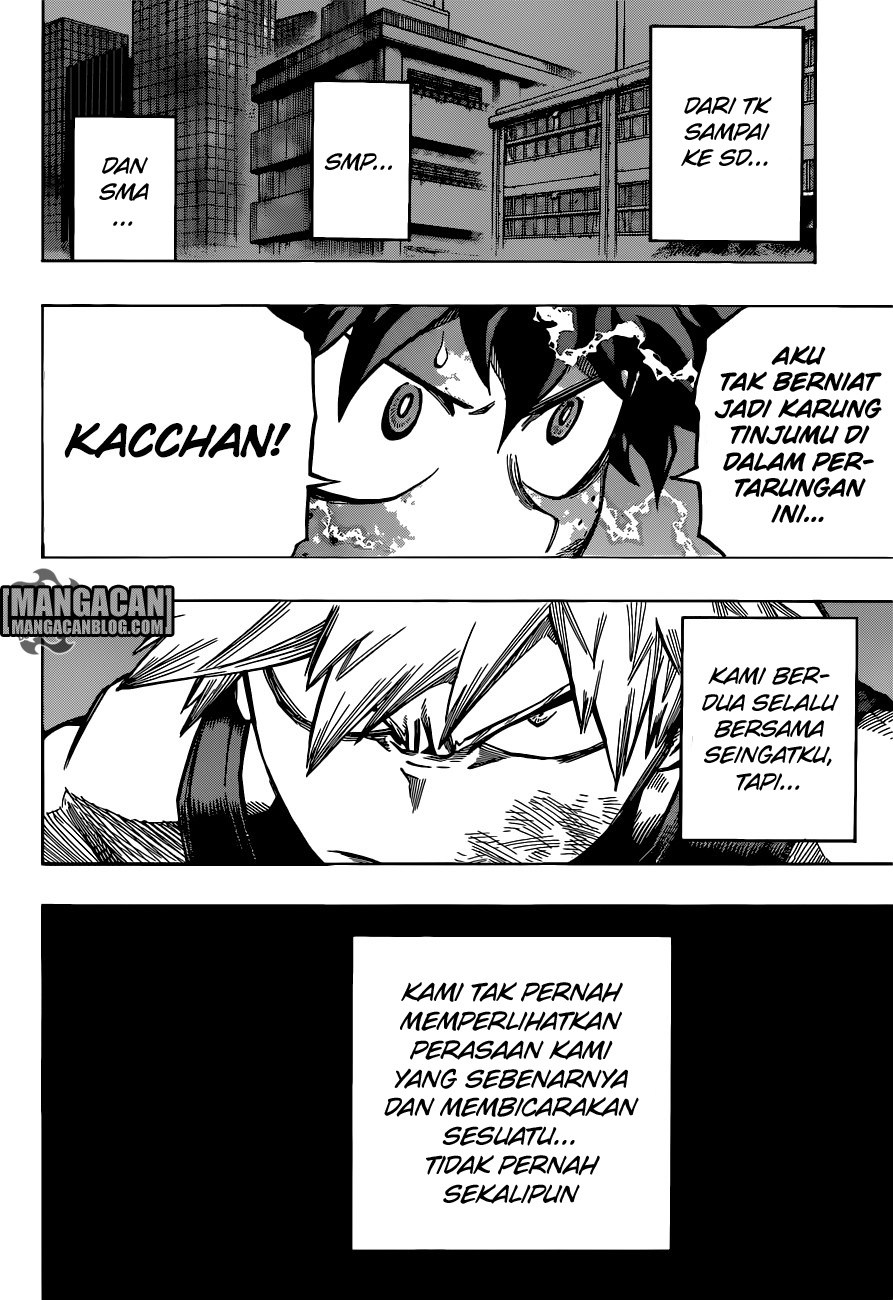 DARI TK
SAMPAI
KE SD...
SMP...
DAN
SMA
...
AKU
TAK BERNIAT
JADI KARUNG
TINJUMU DI
DALAM PER-
TARUNGAN
INI...
KACCHAN!
[MANGACAN]
MANGACANBLOG.COM
KAMI BER-
DUA SELALU
BERSAMA
SEINGATKU,
TAPI...
KAMI TAK PERNAH
MEMPERLIHATKAN
PERASAAN KAMI
YANG SEBENARNYA
DAN MEMBICARAKAN
SESUATU...
TIDAK PERNAH
SEKALIPUN